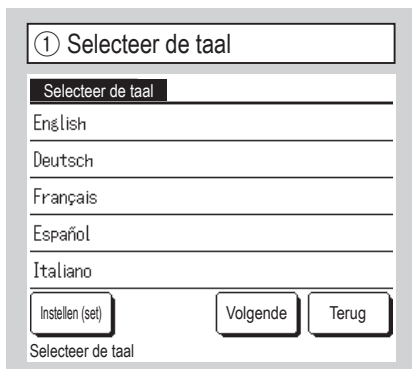 ① Selecteer de taal
Selecteer de taal
English
Deutsch
Français
Español
Italiano
Instellen (set) Volgende Terug
Selecteer de taal